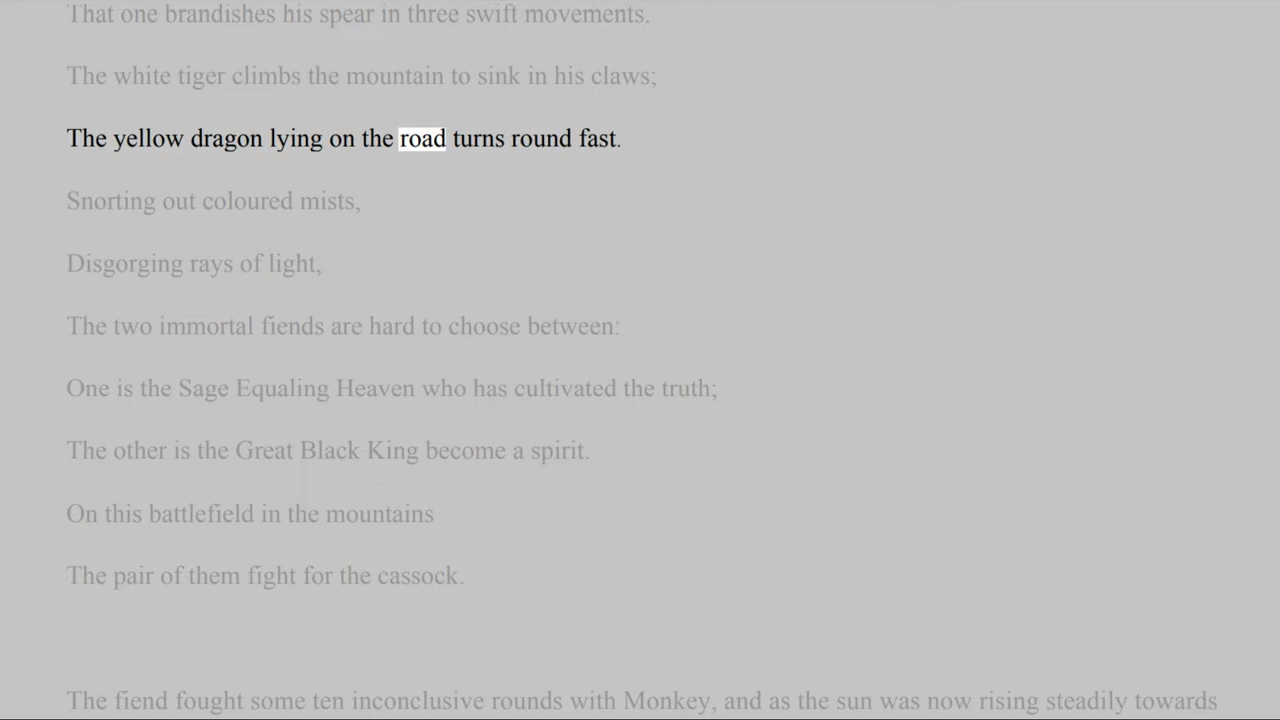 That one brandishes his spear in three swift movements.
The white tiger climbs the mountain to sink in his claws;
The yellow dragon lying on the road turns round fast.
Snorting out coloured mists,
Disgorging rays of light,
The two immortal fiends are hard to choose between:
One is the Sage Equaling Heaven who has cultivated the truth;
The other is the Great Black King become a spirit.
On this battlefield in the mountains
The pair of them fight for the cassock.
The fiend fought some ten inconclusive rounds with Monkey, and as the sun was now rising steadily towards